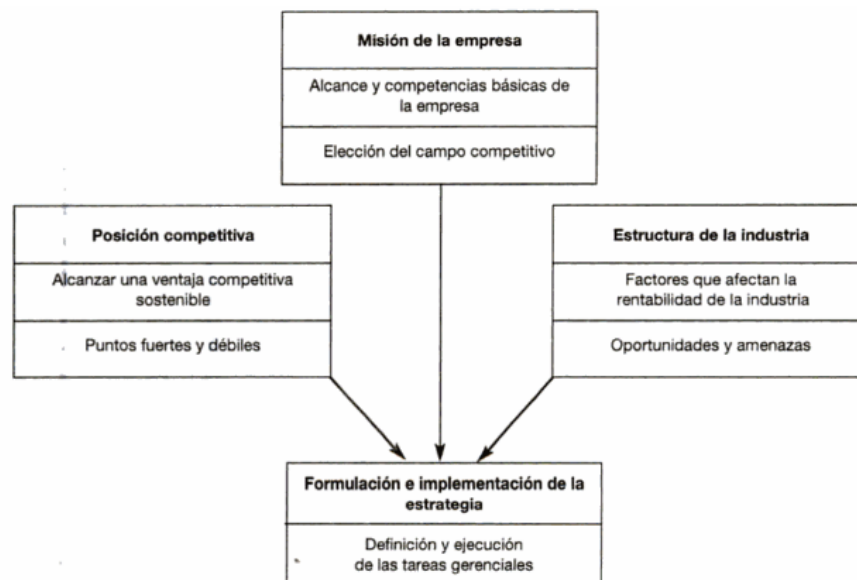 Misión de la empresa
Alcance y competencias básicas de
la empresa
Elección del campo competitivo
Posición competitiva
Alcanzar una ventaja competitiva
sostenible
Puntos fuertes y débiles
Estructura de la industria
Factores que afectan la
rentabilidad de la industria
Oportunidades y amenazas
Formulación e implementación de la
estrategia
Definición y ejecución
de las tareas gerenciales